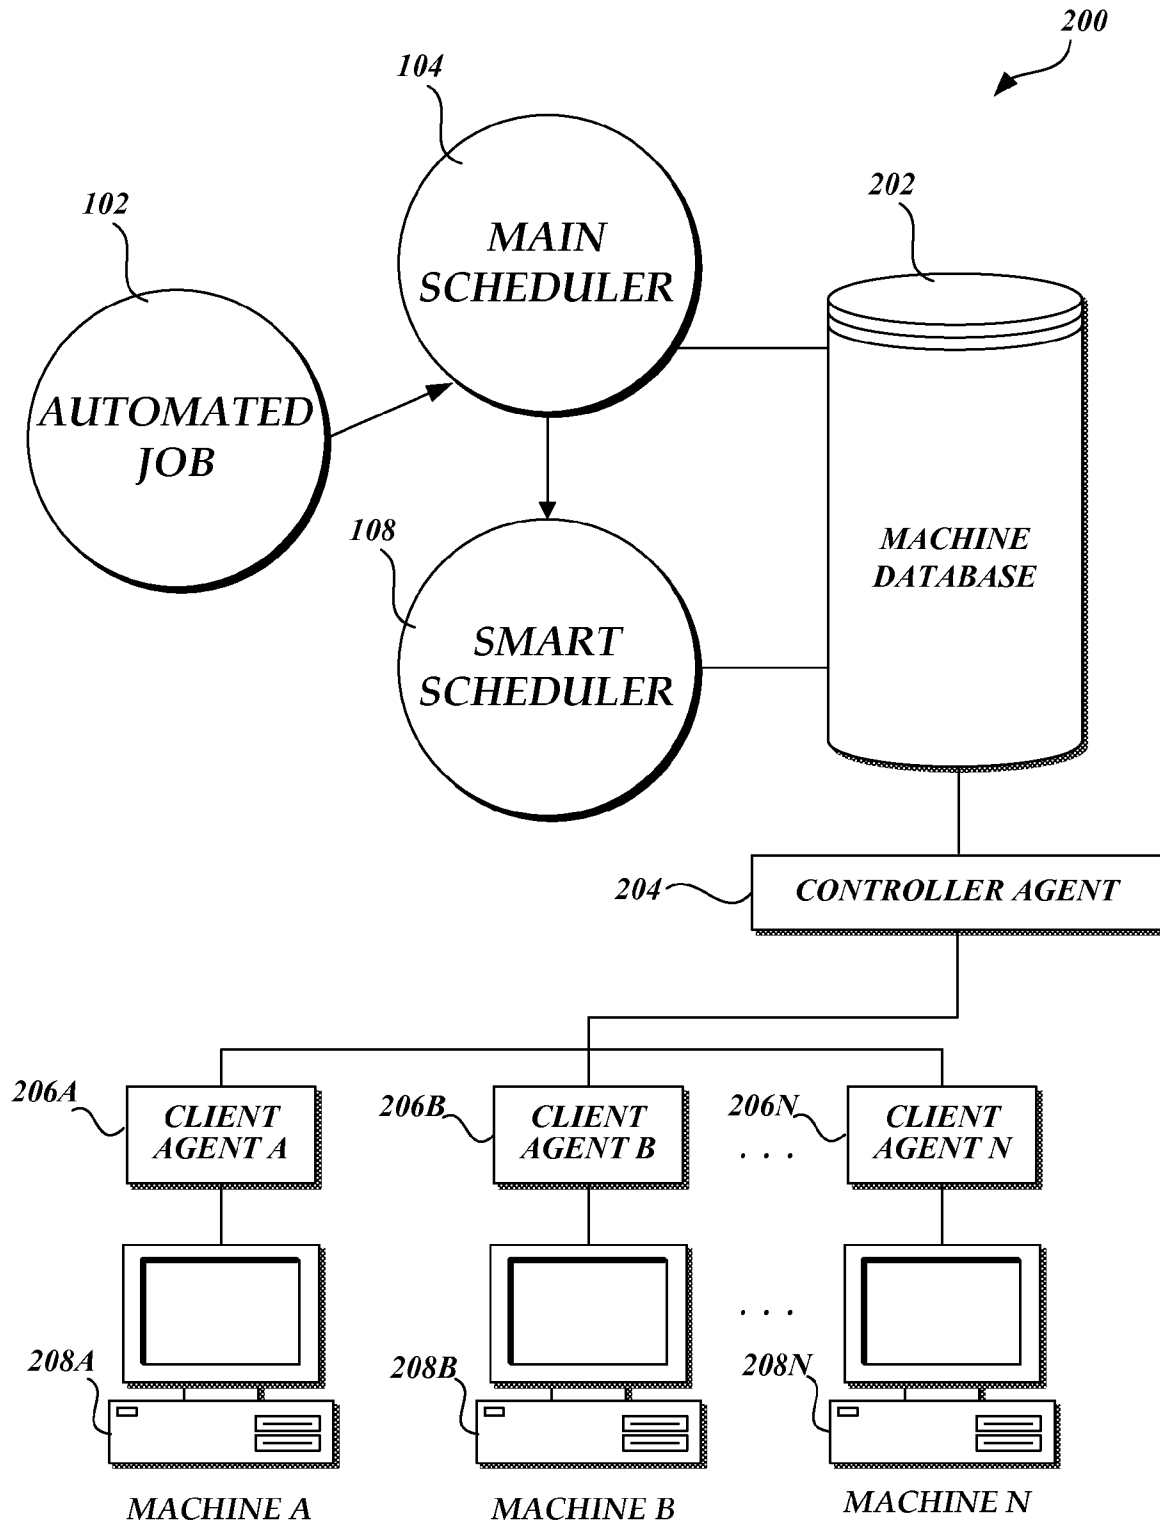 200
104
MAIN
SCHEDULER
202
102
AUTOMATED
JOB
108
SMART
SCHEDULER
MACHINE
DATABASE
204
CONTROLLER AGENT
206A
CLIENT
AGENT A
206B
CLIENT
AGENT B
206N
. . .
CLIENT
AGENT N
. . .
208A
208B
208N
MACHINE A
MACHINE B
MACHINE N